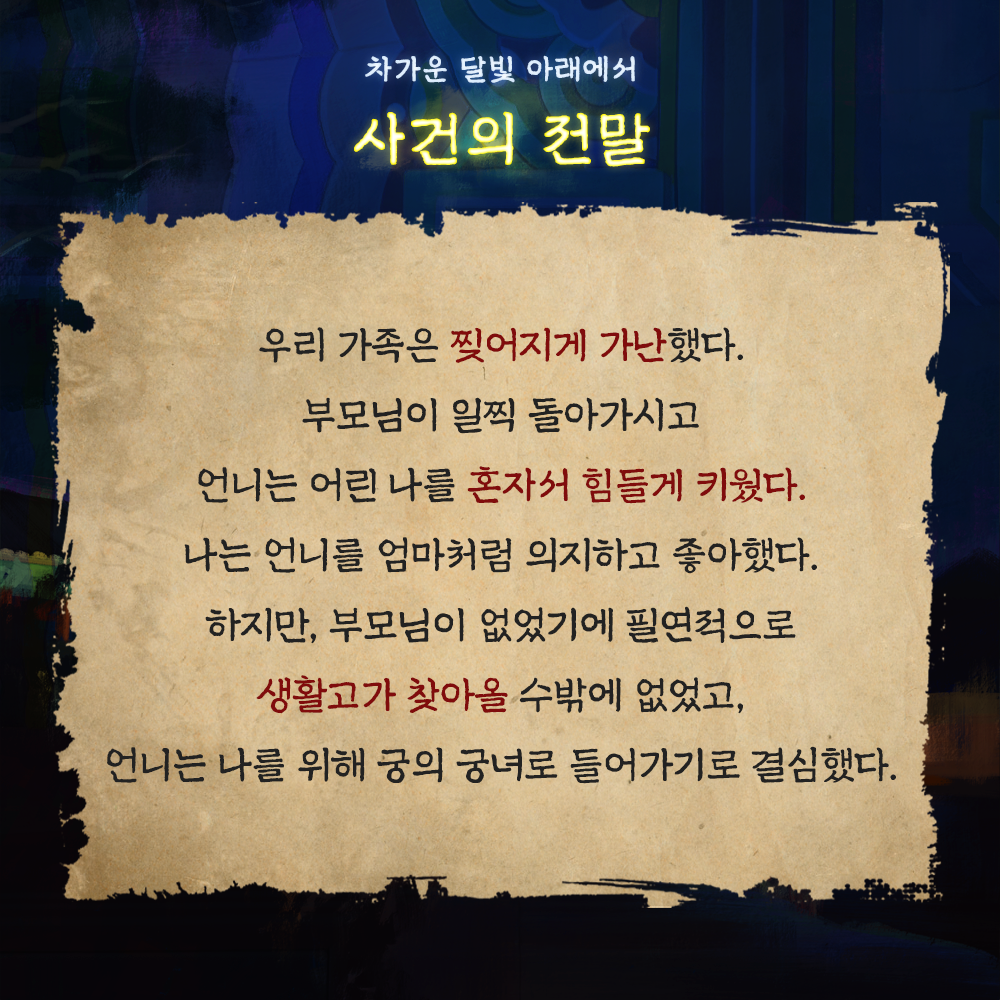 차가운 달빛 아래에서
사건의 전말
우리 가족은 찢어지게 가난했다.
부모님이 일찍 돌아가시고
언니는 어린 나를 혼자서 힘들게 키웠다.
나는 언니를 엄마처럼 의지하고 좋아했다.
하지만, 부모님이 없었기에 필연적으로
생활고가 찾아올 수밖에 없었고,
언니는 나를 위해 궁의 궁녀로 들어가기로 결심했다.